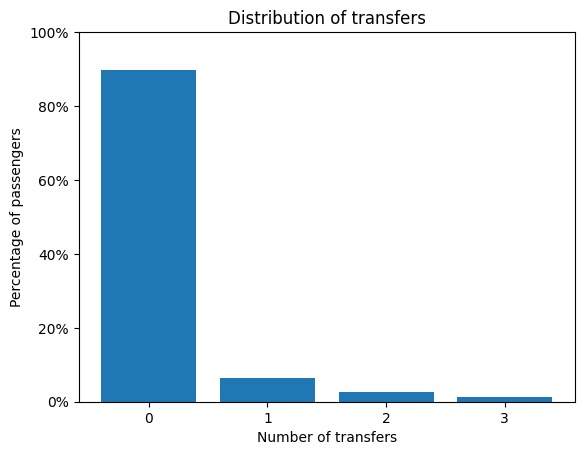 Distribution of transfers
100%
80%
60%
40%
20%
0%
Percentage of passengers
0 1 2 3
Number of transfers